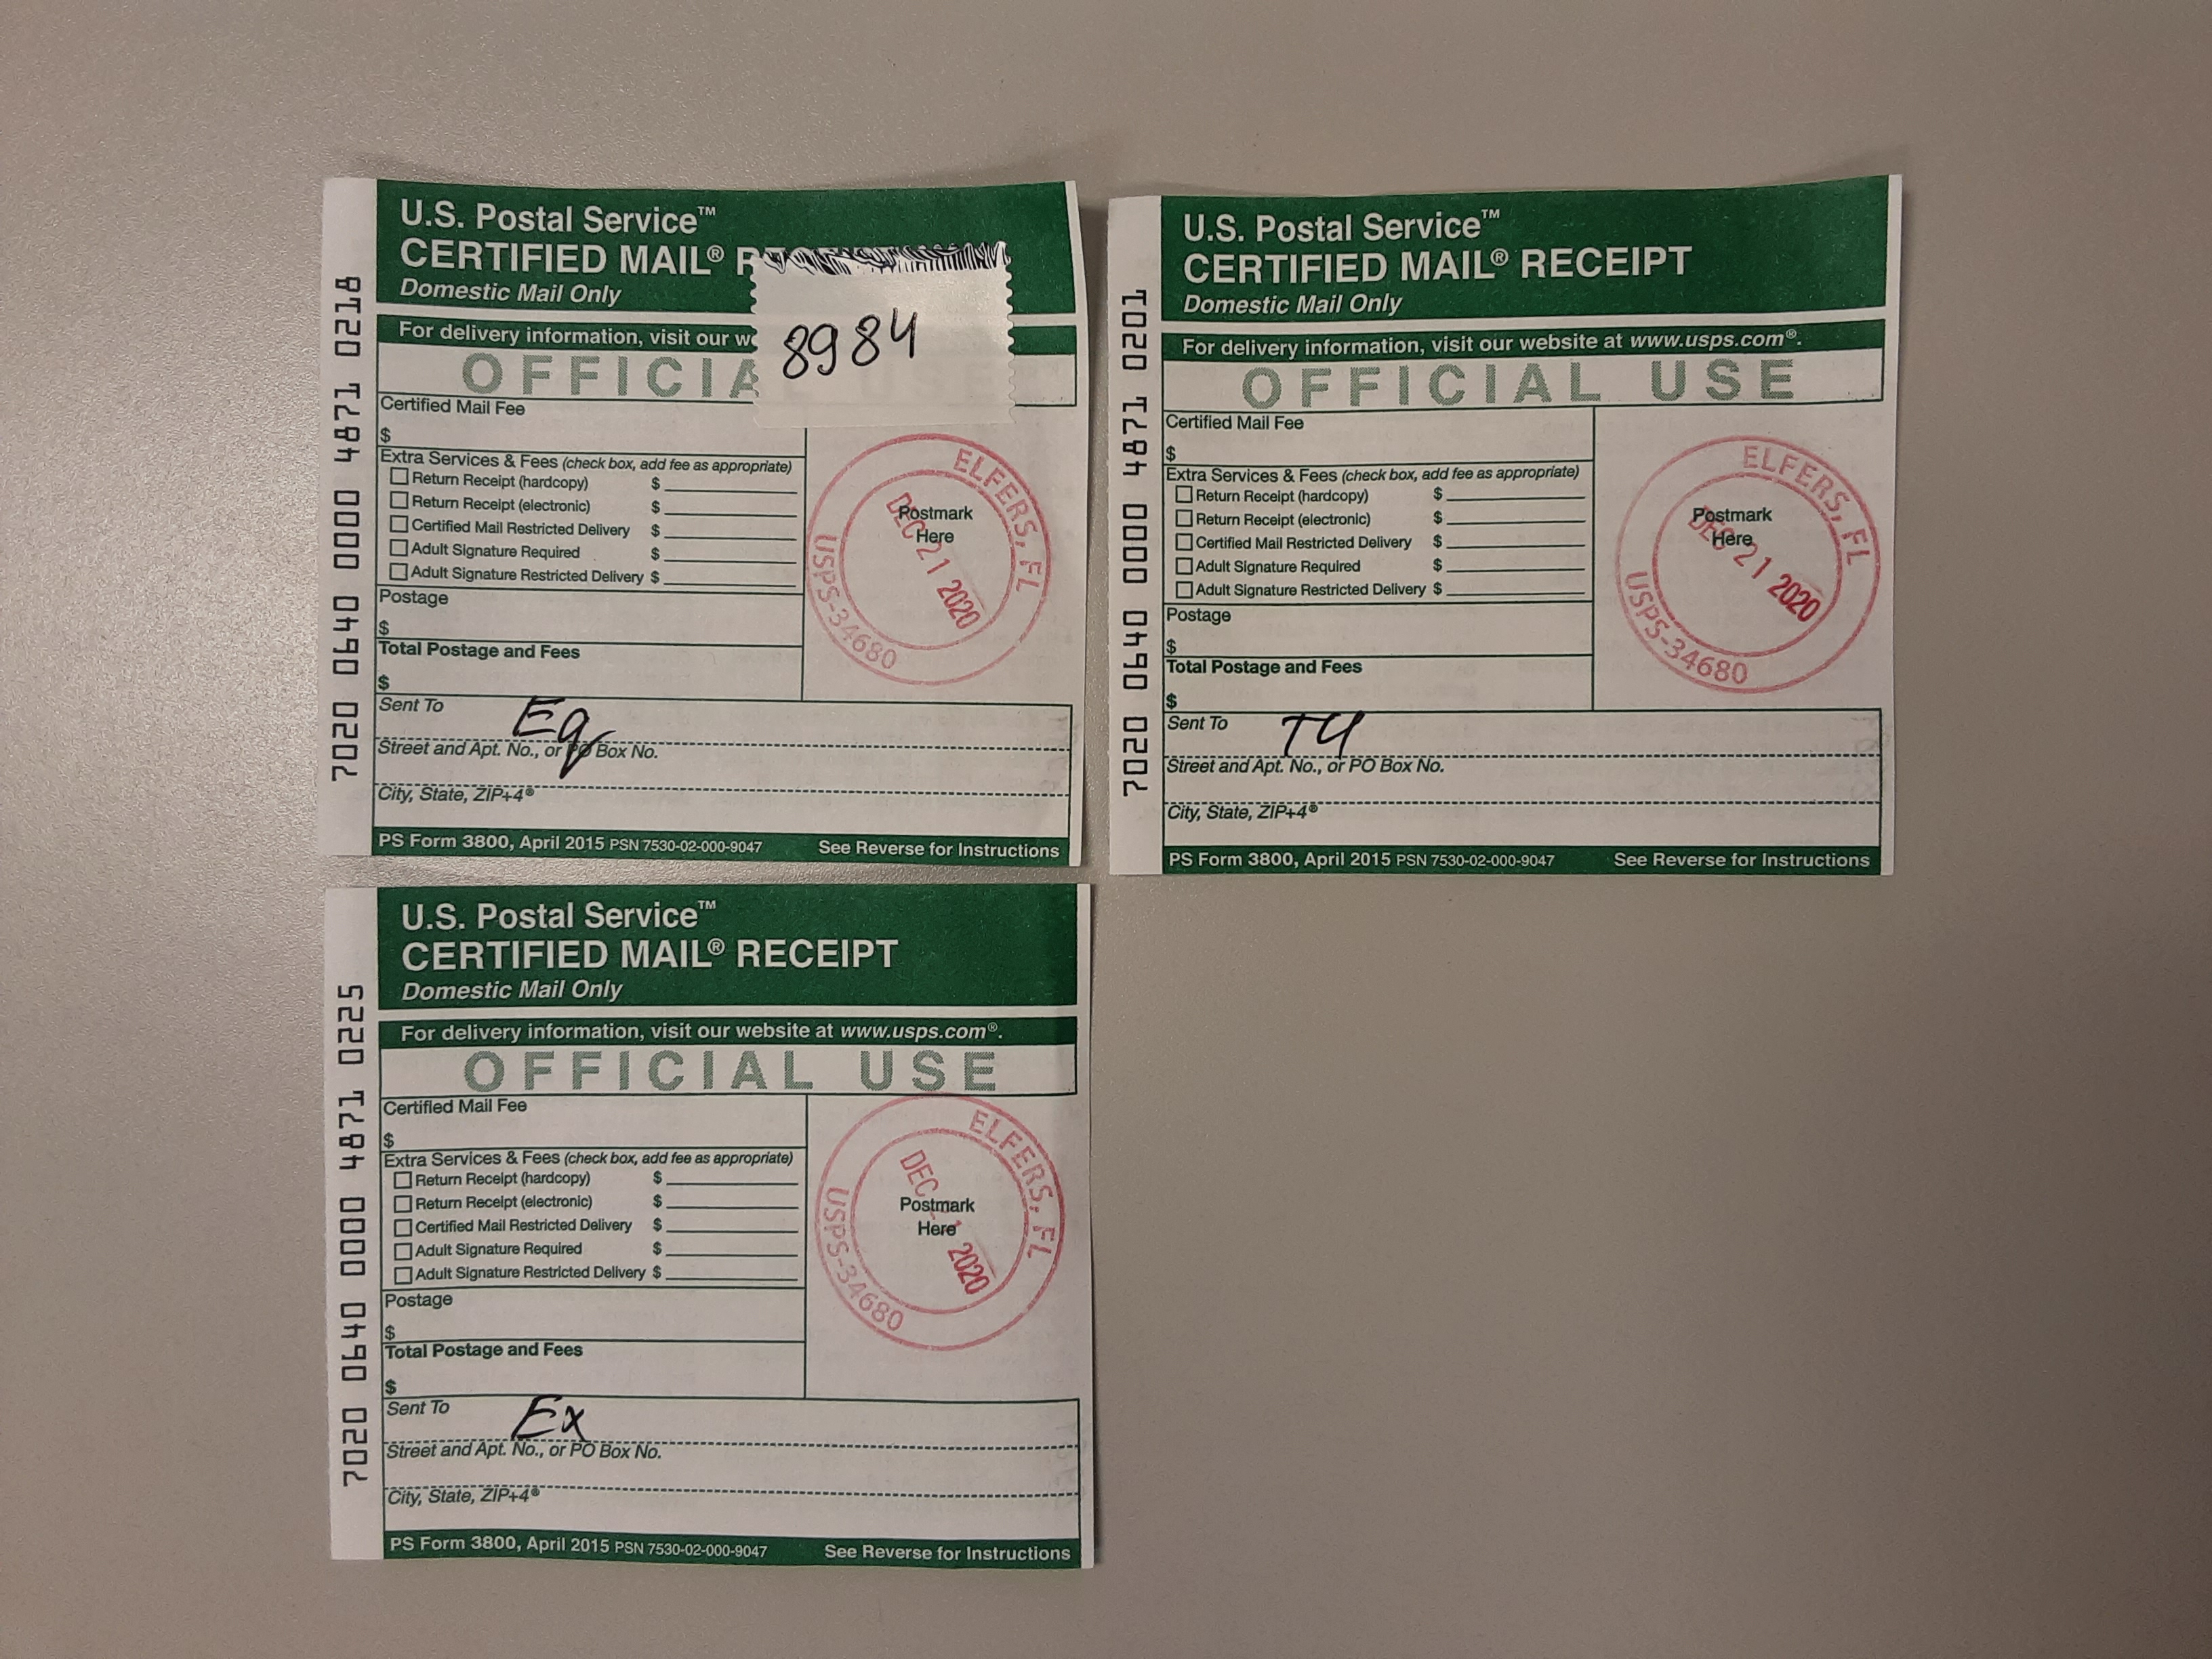 7020 0640 0000 4871 0218
U.S. Postal Service™
CERTIFIED MAIL®
Domestic Mail Only
For delivery information, visit our
OFFICIA
8984
Certified Mail Fee
$
Extra Services & Fees (check box, add fee as appropriate)
Return Receipt (hardcopy) $
Return Receipt (electronic) $
Certified Mail Restricted Delivery $
Adult Signature Required $
Adult Signature Restricted Delivery $
Postage
$
Total Postage and Fees
$
Postmark
Here
ELFERS, FL
DEC 21 2020
USPS-34680
Sent To
Eq
Street and Apt. No., or PO Box No.
City, State, ZIP+4®
PS Form 3800, April 2015 PSN 7530-02-000-9047 See Reverse for Instructions
7020 0640 0000 4871 0201
U.S. Postal Service™
CERTIFIED MAIL® RECEIPT
Domestic Mail Only
For delivery information, visit our website at www.usps.com®.
OFFICIAL USE
Certified Mail Fee
$
Extra Services & Fees (check box, add fee as appropriate)
Return Receipt (hardcopy) $
Return Receipt (electronic) $
Certified Mail Restricted Delivery $
Adult Signature Required $
Adult Signature Restricted Delivery $
Postage
$
Total Postage and Fees
$
Postmark
Here
ELFERS, FL
DEC 21 2020
USPS-34680
Sent To
Street and Apt. No., or PO Box No.
City, State, ZIP+4®
PS Form 3800, April 2015 PSN 7530-02-000-9047 See Reverse for Instructions
7020 0640 0000 4871 0225
U.S. Postal Service™
CERTIFIED MAIL® RECEIPT
Domestic Mail Only
For delivery information, visit our website at www.usps.com®.
OFFICIAL USE
Certified Mail Fee
$
Extra Services & Fees (check box, add fee as appropriate)
Return Receipt (hardcopy) $
Return Receipt (electronic) $
Certified Mail Restricted Delivery $
Adult Signature Required $
Adult Signature Restricted Delivery $
Postage
$
Total Postage and Fees
$
Postmark
Here
ELFERS, FL
DEC 2020
USPS-34680
Sent To
Ex
Street and Apt. No., or PO Box No.
City, State, ZIP+4®
PS Form 3800, April 2015 PSN 7530-02-000-9047 See Reverse for Instructions